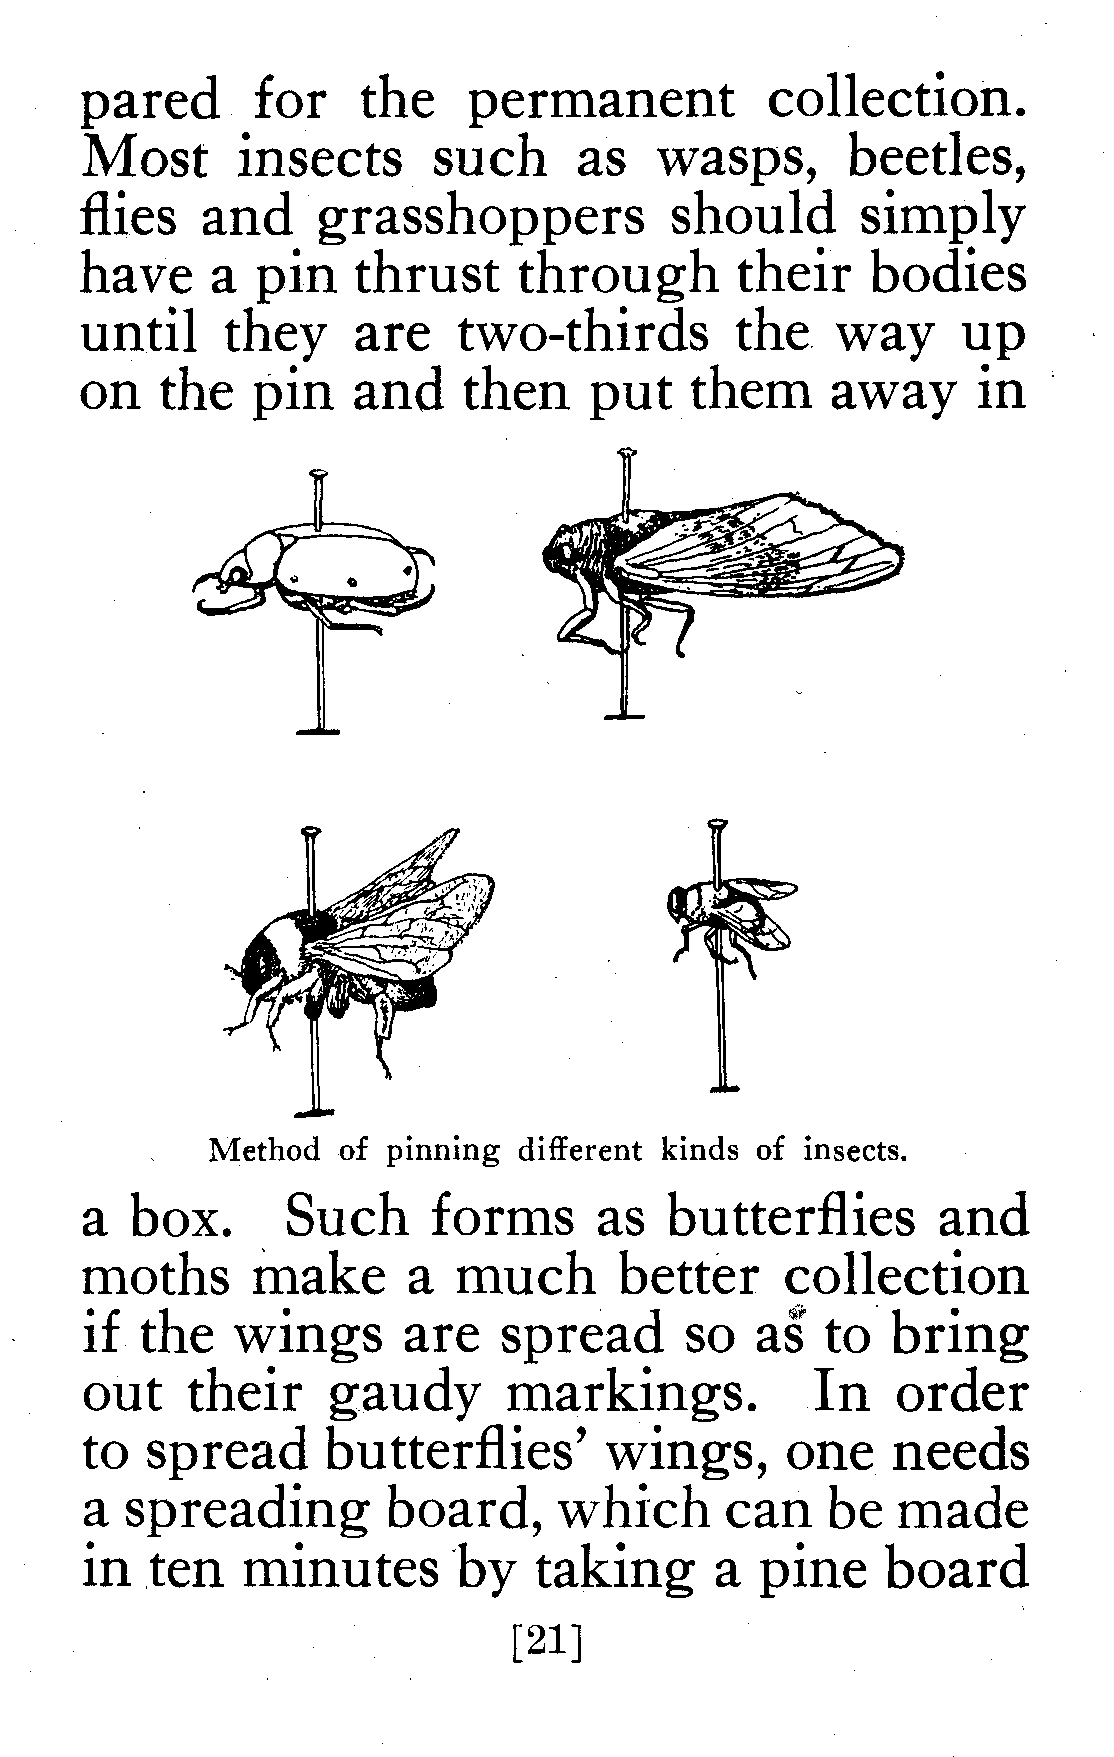 pared for the permanent collection.
Most insects such as wasps, beetles,
flies and grasshoppers should simply
have a pin thrust through their bodies
until they are two-thirds the way up
on the pin and then put them away in
Method of pinning different kinds of insects.
a box. Such forms as butterflies and
moths make a much better collection
if the wings are spread so as to bring
out their gaudy markings. In order
to spread butterflies' wings, one needs
a spreading board, which can be made
in ten minutes by taking a pine board
[21]